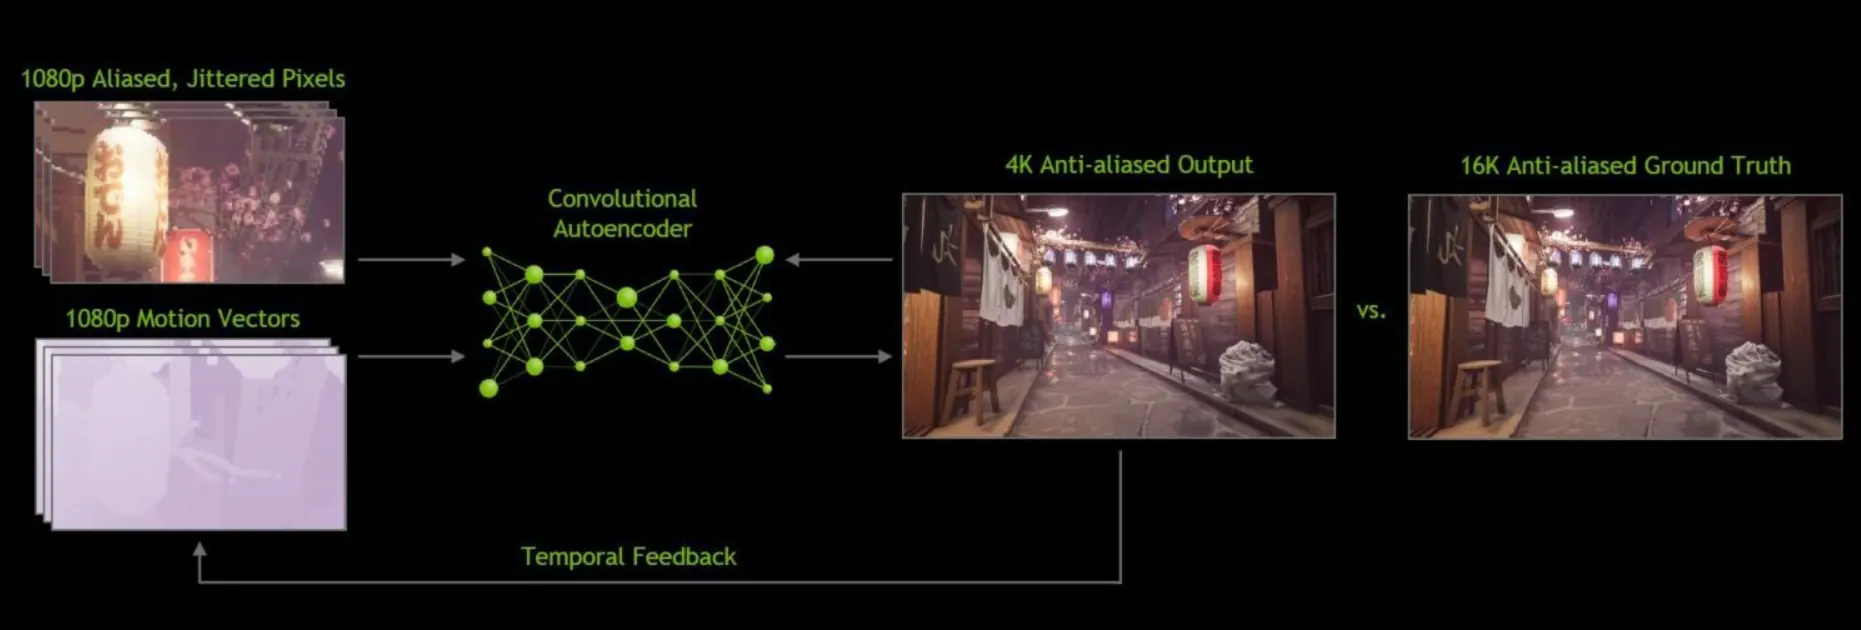 1080p Aliased, Jittered Pixels
1080p Motion Vectors
Convolutional
Autoencoder
4K Anti-aliased Output
vs.
16K Anti-aliased Ground Truth
Temporal Feedback